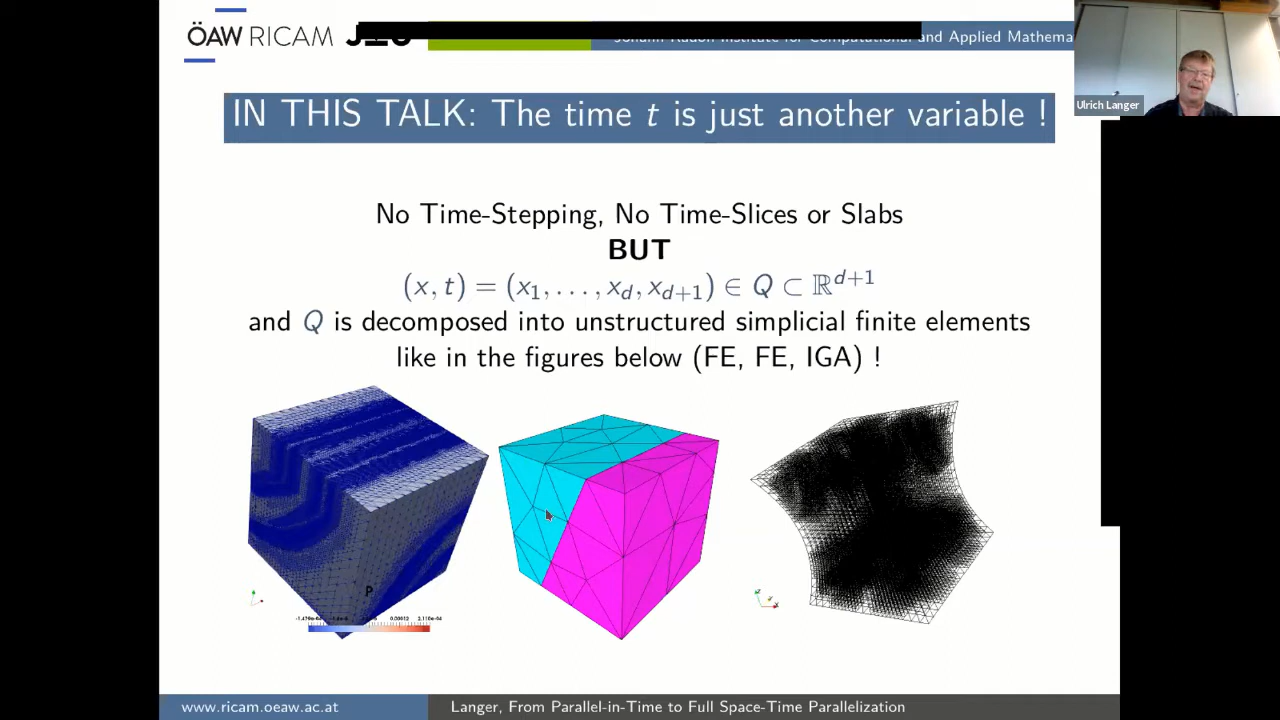 ÖAW RICAM
Johann Radon Institute for Computational and Applied Mathema
Ulrich Langer
IN THIS TALK: The time t is just another variable !
No Time-Stepping, No Time-Slices or Slabs
BUT
(x, t) = (x₁, . . . , x_d, x_{d+1}) ∈ Q ⊂ ℝ^{d+1}
and Q is decomposed into unstructured simplicial finite elements
like in the figures below (FE, FE, IGA) !
P
www.ricam.oeaw.ac.at
Langer, From Parallel-in-Time to Full Space-Time Parallelization